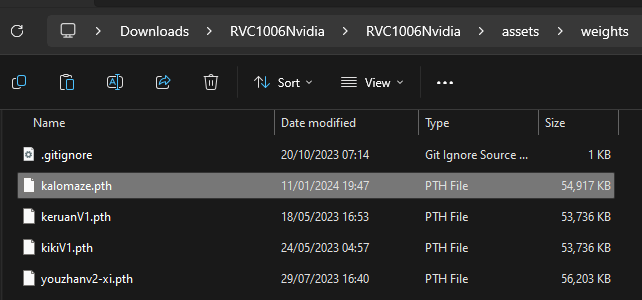 Downloads > RVC1006Nvidia > RVC1006Nvidia > assets > weights
Sort View
Name Date modified Type Size
.gitignore 20/10/2023 07:14 Git Ignore Source ... 1 KB
kalomaze.pth 11/01/2024 19:47 PTH File 54,917 KB
keruanV1.pth 18/05/2023 16:53 PTH File 53,736 KB
kikiV1.pth 24/05/2023 04:57 PTH File 53,736 KB
youzhanv2-xi.pth 29/07/2023 16:40 PTH File 56,203 KB